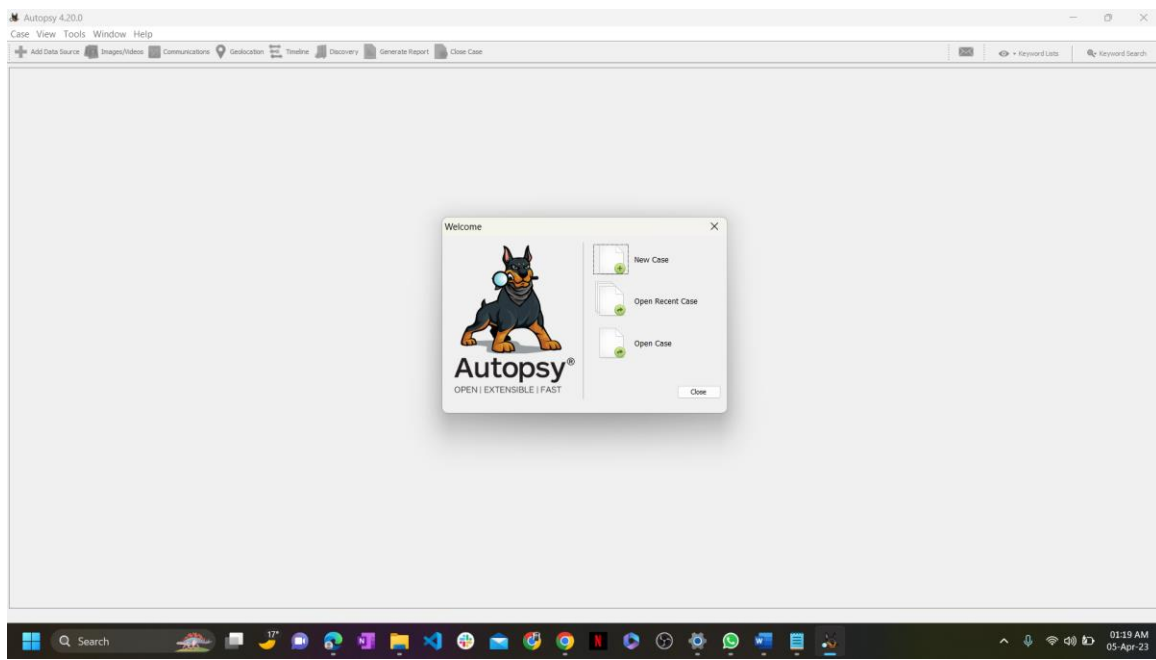 Autopsy 4.20.0
Case View Tools Window Help
Add Data Source Images/Videos Communications Geolocation Timeline Discovery Generate Report Close Case Keyword Lists Keyword Search
Welcome
New Case
Open Recent Case
Open Case
Autopsy®
OPEN | EXTENSIBLE | FAST
Close
Search 17° 01:19 AM
05-Apr-23